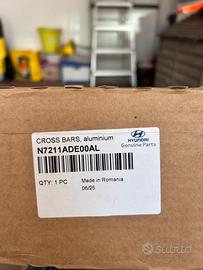 CROSS BARS, aluminium
N7211ADE00AL
HYUNDAI
Genuine Parts
QTY: 1 PC
Made in Romania
06/25
Subito